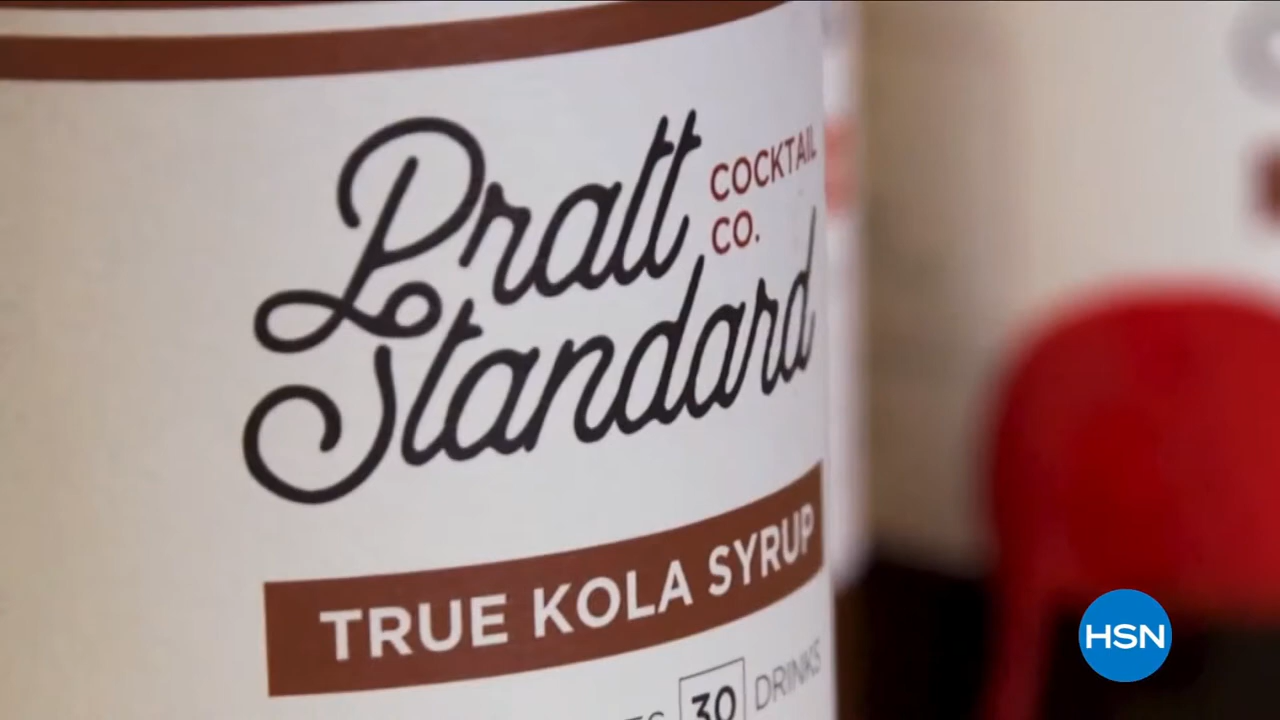 Pratt
COCKTAIL
CO.
Standard
TRUE KOLA SYRUP
30 DRINKS
HSN